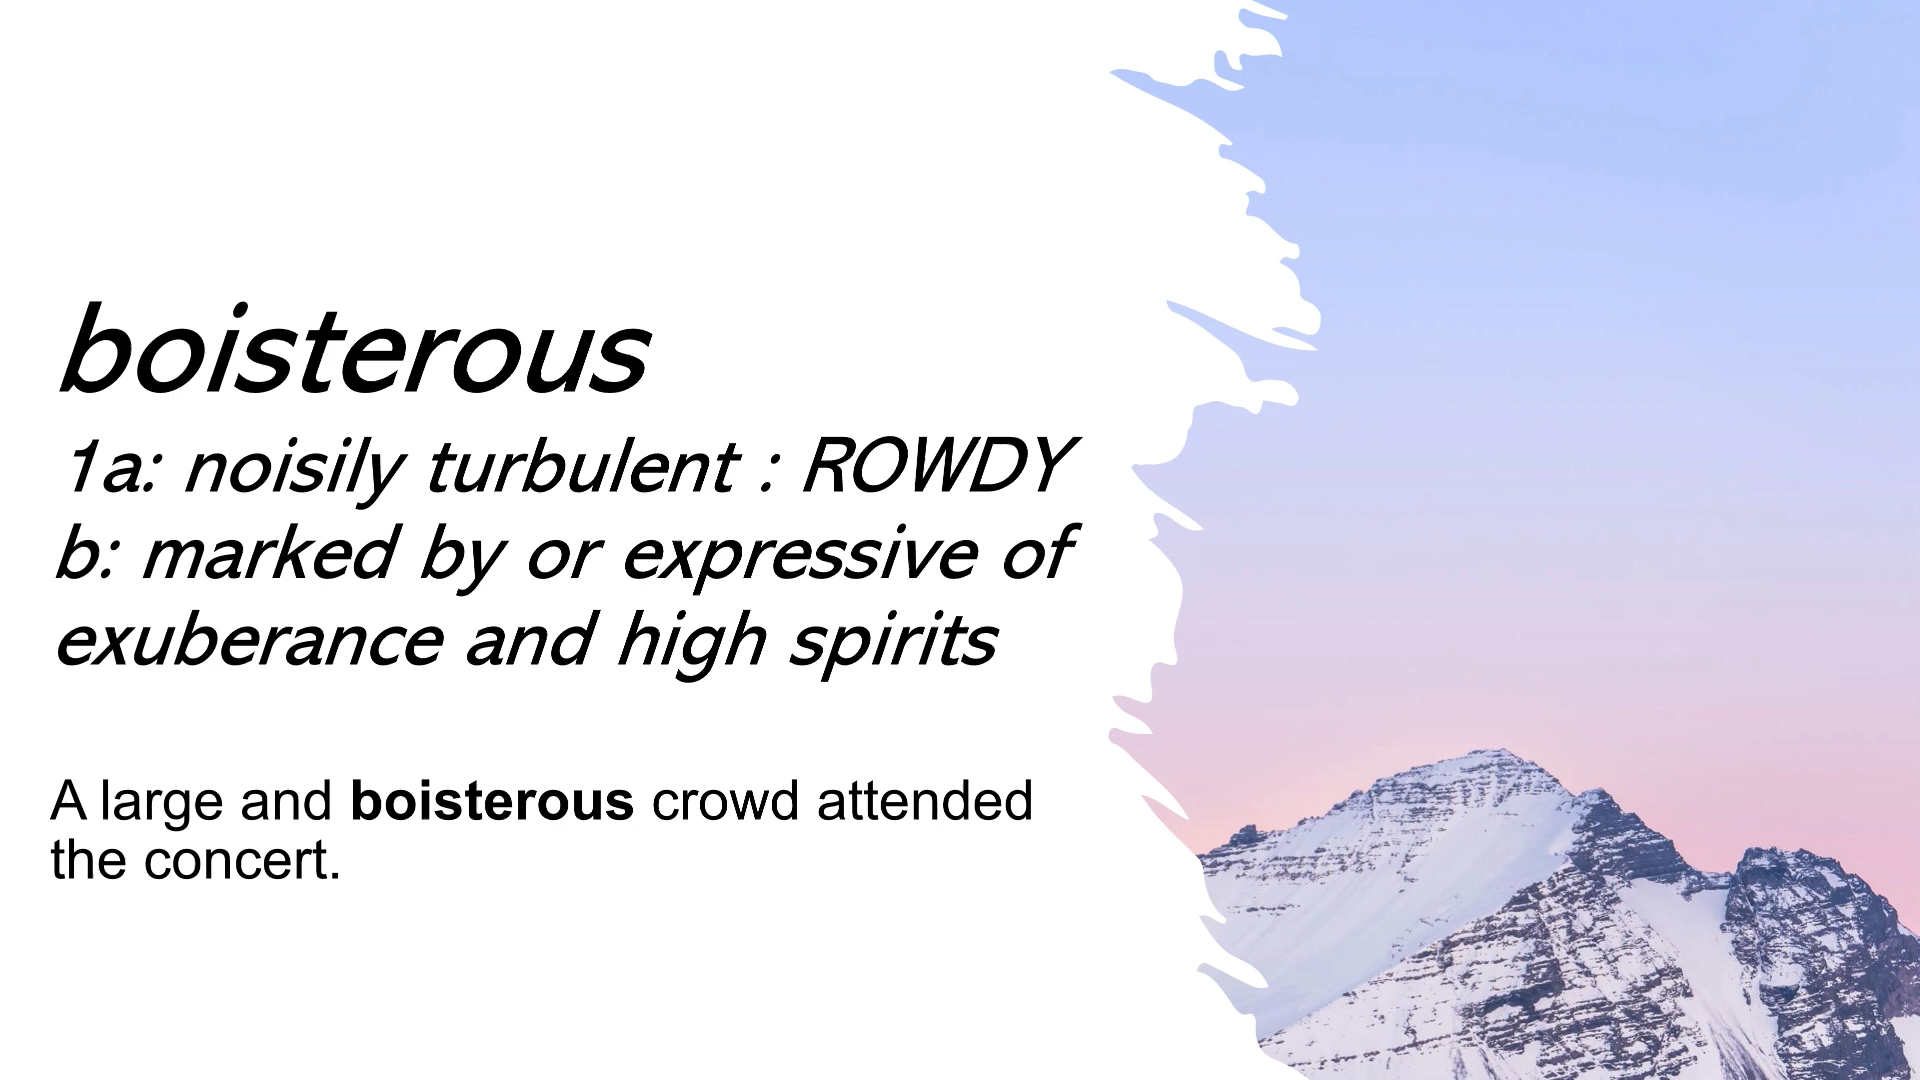 boisterous
1a: noisily turbulent : ROWDY
b: marked by or expressive of
exuberance and high spirits
A large and boisterous crowd attended
the concert.